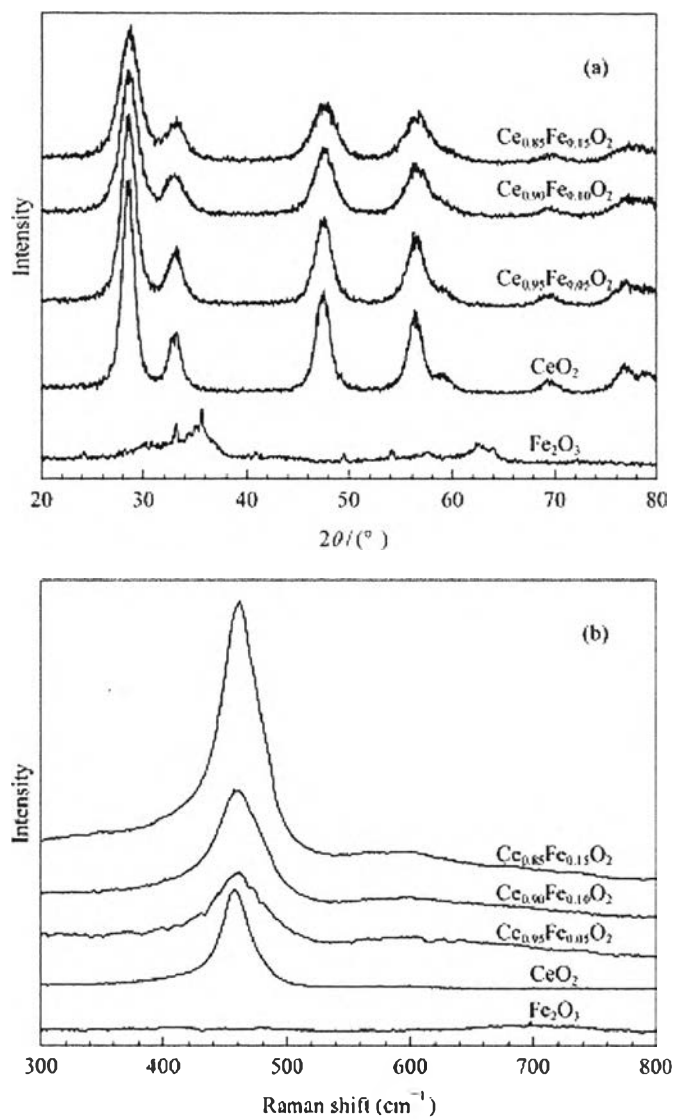 (a)
Ce0.85Fe0.15O2
Ce0.90Fe0.10O2
Ce0.95Fe0.05O2
CeO2
Fe2O3
Intensity
20 30 40 50 60 70 80
2θ/(°)
(b)
Ce0.85Fe0.15O2
Ce0.90Fe0.10O2
Ce0.95Fe0.05O2
CeO2
Fe2O3
Intensity
300 400 500 600 700 800
Raman shift (cm⁻¹)